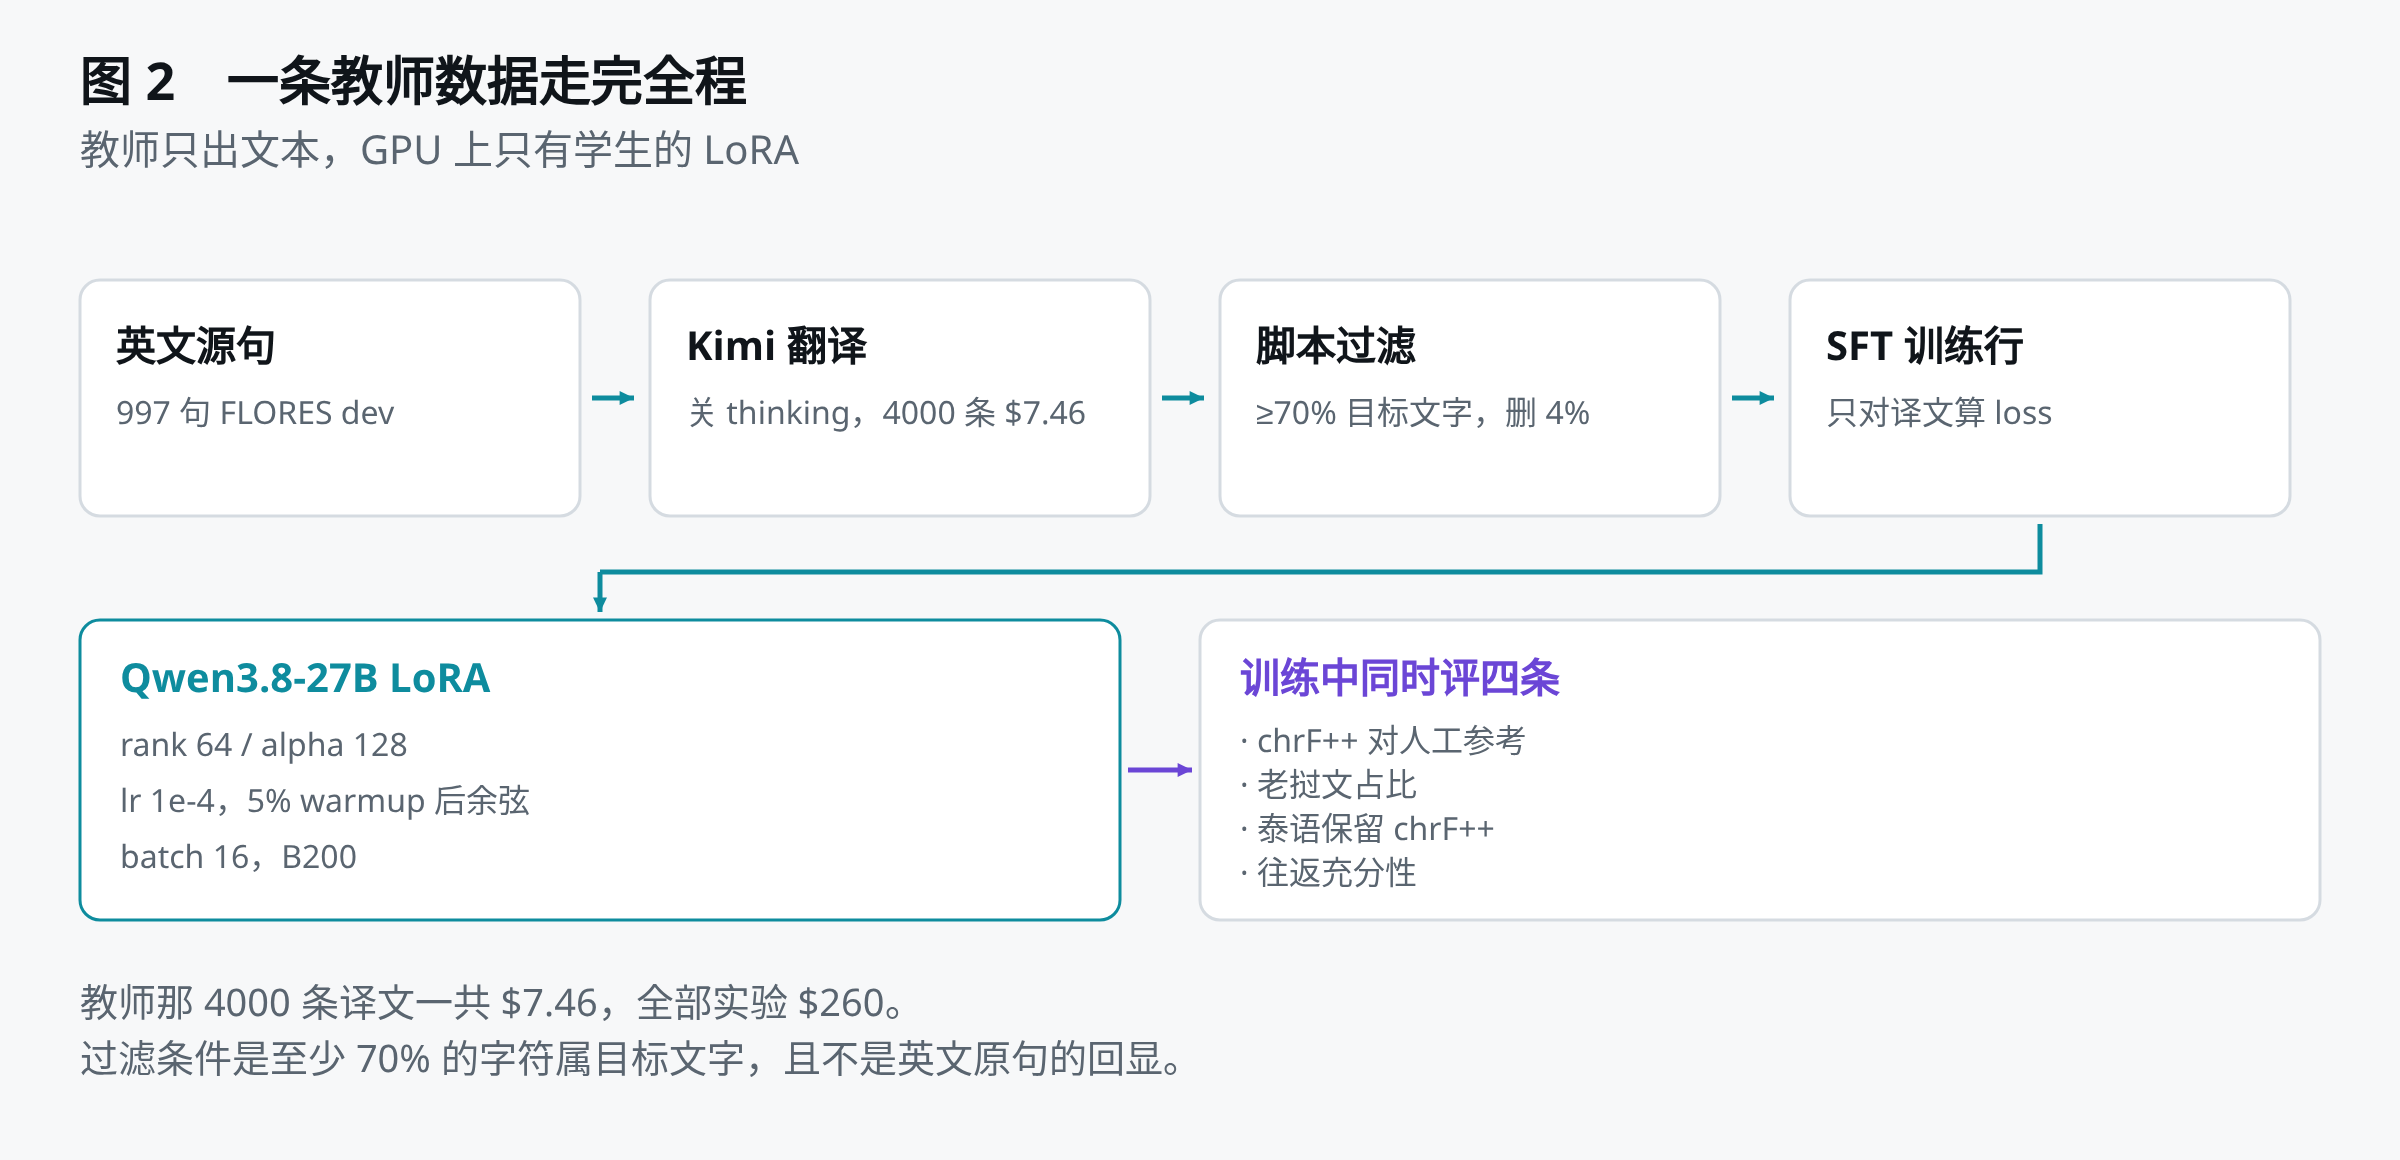 图 2　一条教师数据走完全程
教师只出文本，GPU 上只有学生的 LoRA
英文源句
997 句 FLORES dev
Kimi 翻译
关 thinking，4000 条 $7.46
脚本过滤
≥70% 目标文字，删 4%
SFT 训练行
只对译文算 loss
Qwen3.8-27B LoRA
rank 64 / alpha 128
lr 1e-4，5% warmup 后余弦
batch 16，B200
训练中同时评四条
· chrF++ 对人工参考
· 老挝文占比
· 泰语保留 chrF++
· 往返充分性
教师那 4000 条译文一共 $7.46，全部实验 $260。
过滤条件是至少 70% 的字符属目标文字，且不是英文原句的回显。